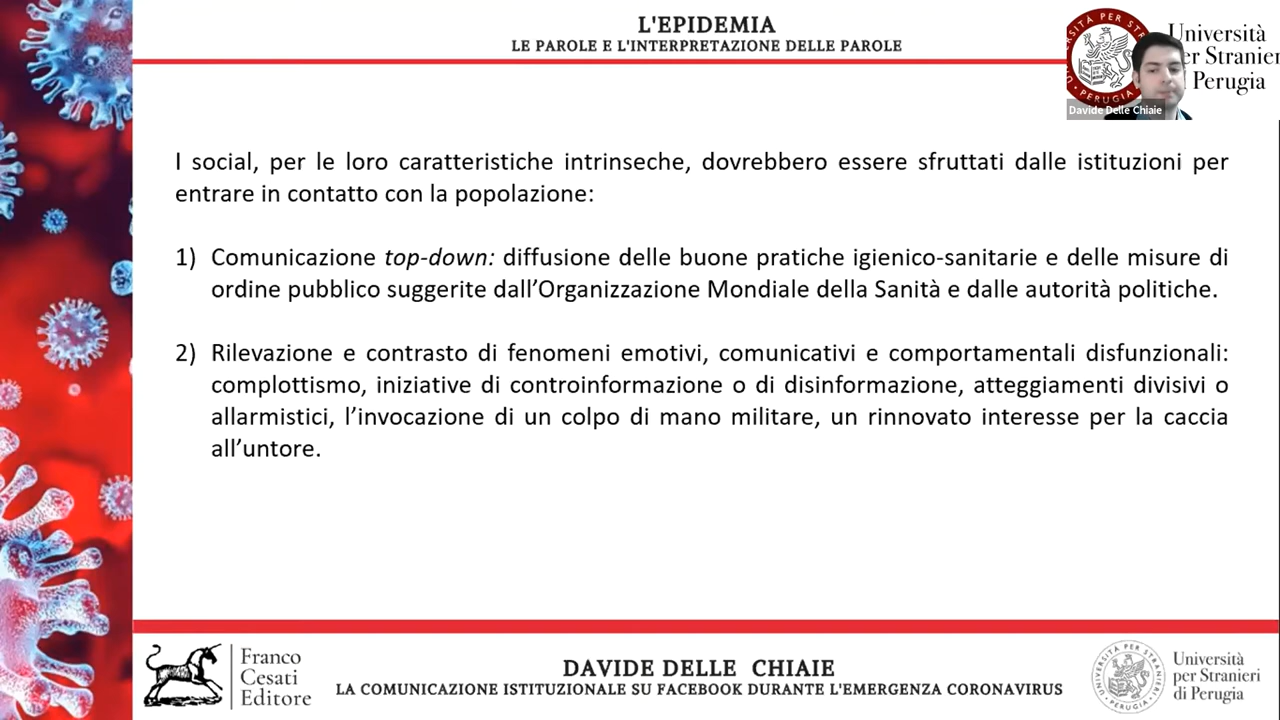 L'EPIDEMIA
LE PAROLE E L'INTERPRETAZIONE DELLE PAROLE
Università
per Stranieri
Perugia
Davide Delle Chiaie
I social, per le loro caratteristiche intrinseche, dovrebbero essere sfruttati dalle istituzioni per
entrare in contatto con la popolazione:
1) Comunicazione top-down: diffusione delle buone pratiche igienico-sanitarie e delle misure di
ordine pubblico suggerite dall’Organizzazione Mondiale della Sanità e dalle autorità politiche.
2) Rilevazione e contrasto di fenomeni emotivi, comunicativi e comportamentali disfunzionali:
complottismo, iniziative di controinformazione o di disinformazione, atteggiamenti divisivi o
allarmistici, l’invocazione di un colpo di mano militare, un rinnovato interesse per la caccia
all’untore.
Franco
Cesati
Editore
DAVIDE DELLE CHIAIE
LA COMUNICAZIONE ISTITUZIONALE SU FACEBOOK DURANTE L'EMERGENZA CORONAVIRUS
Università
per Stranieri
di Perugia